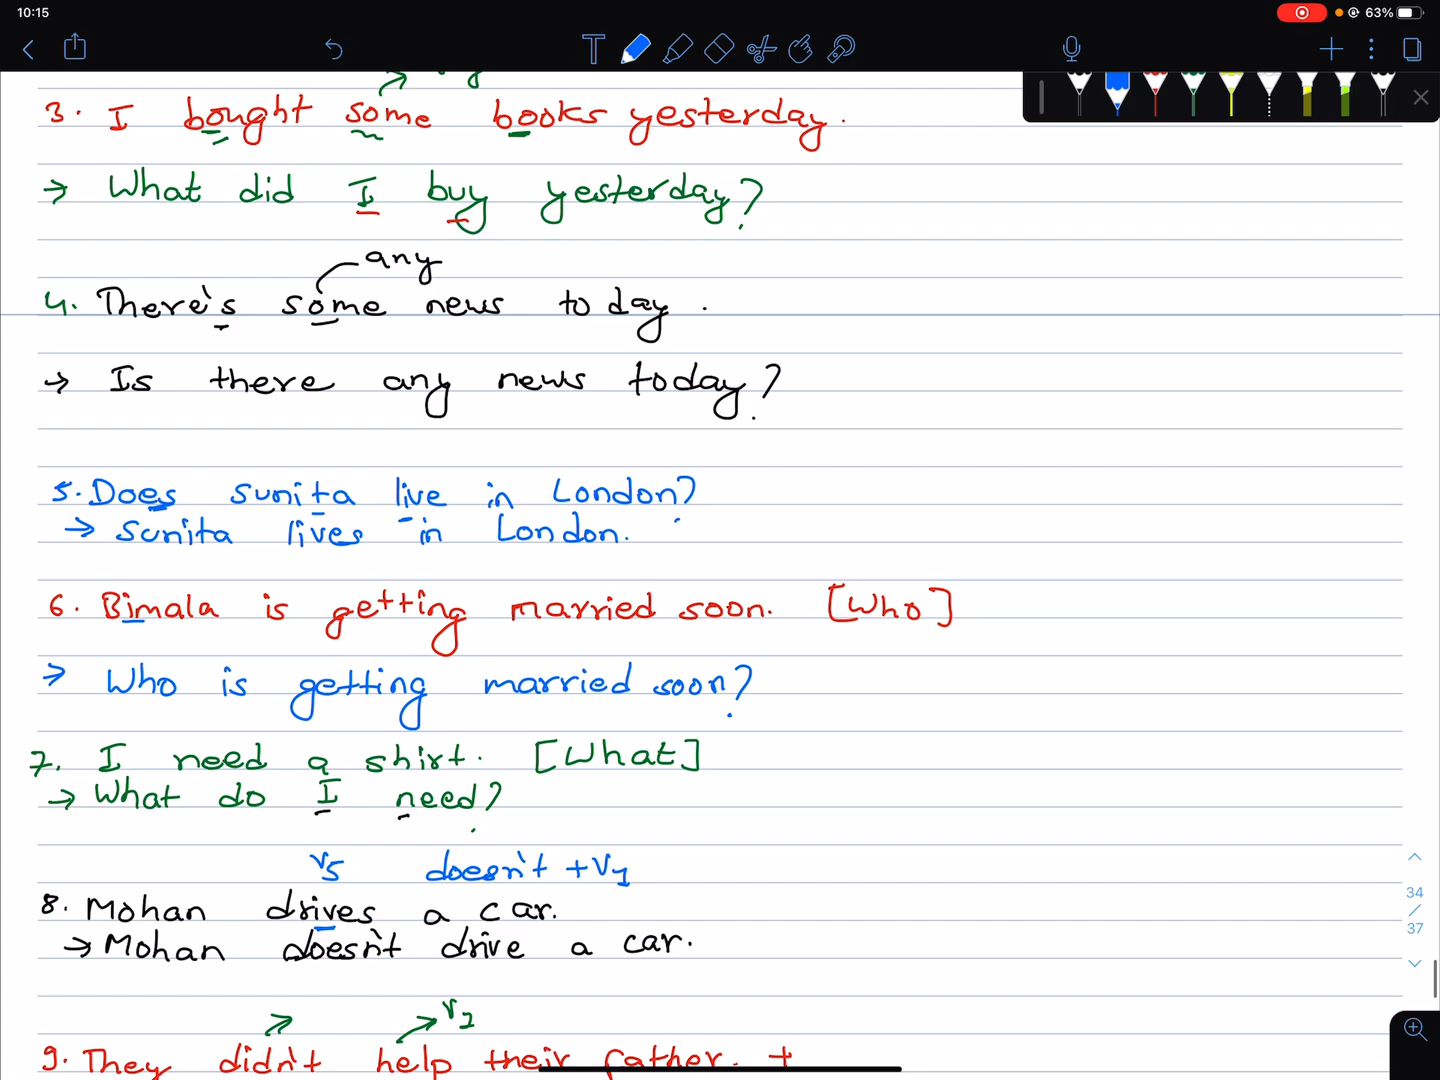 10:15
63%
3. I bought some books yesterday.
→ What did I buy yesterday?
any
4. There's some news today.
→ Is there any news today?
5. Does Sunita live in London?
→ Sunita lives in London.
6. Bimala is getting married soon. [Who]
→ Who is getting married soon?
7. I need a shirt. [What]
→ What do I need?
V5 doesn't + V1
8. Mohan drives a car.
→ Mohan doesn't drive a car.
34
/
37
9. They didn't help their father. +